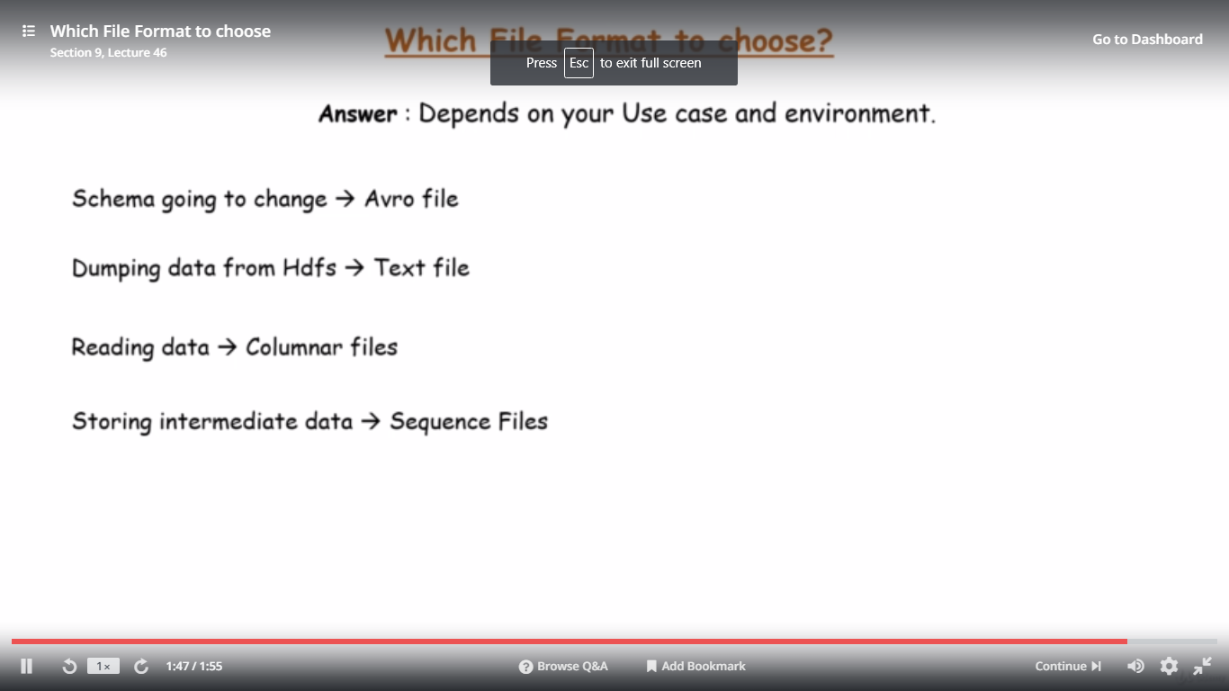 Which File Format to choose
Section 9, Lecture 46
Which File Format to choose?
Go to Dashboard
Press Esc to exit full screen
Answer : Depends on your Use case and environment.
Schema going to change → Avro file
Dumping data from Hdfs → Text file
Reading data → Columnar files
Storing intermediate data → Sequence Files
1× 1:47 / 1:55 Browse Q&A Add Bookmark Continue